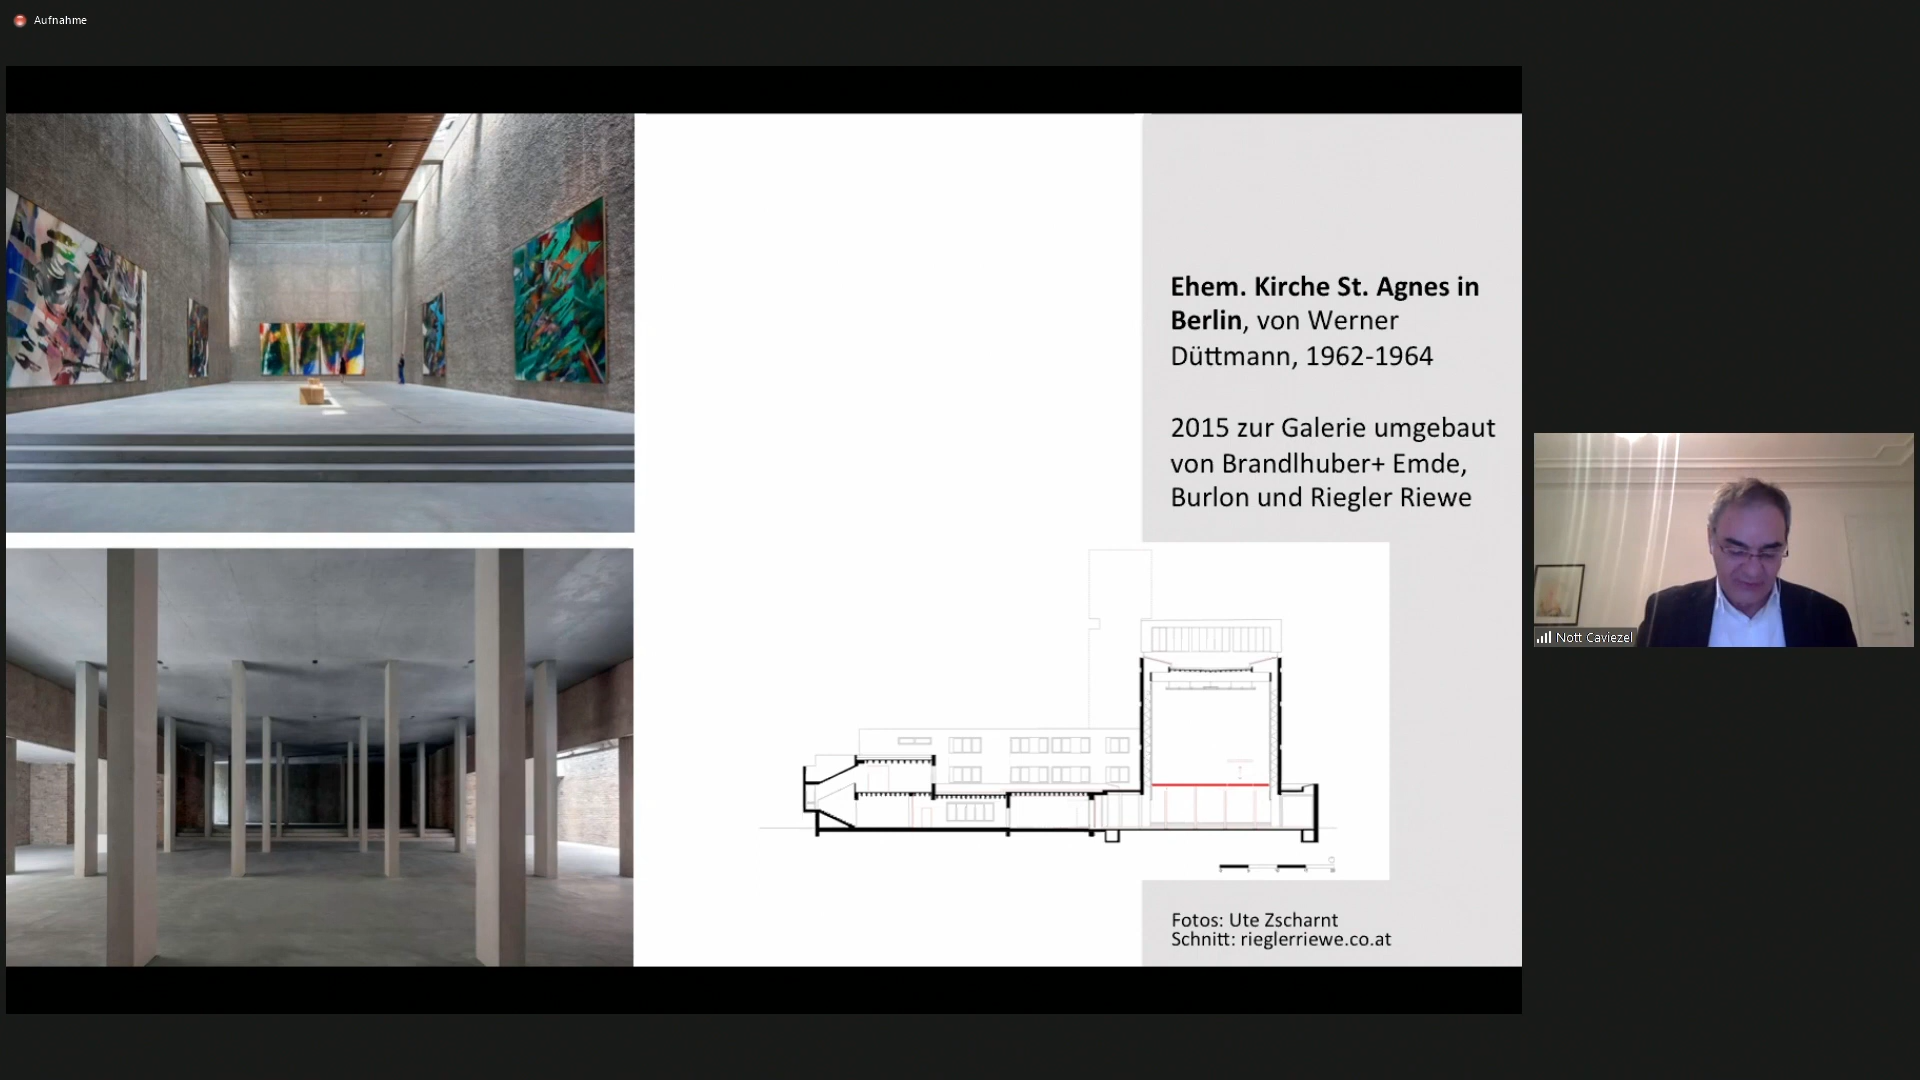 Aufnahme
Ehem. Kirche St. Agnes in
Berlin, von Werner
Düttmann, 1962-1964
2015 zur Galerie umgebaut
von Brandlhuber+ Emde,
Burlon und Riegler Riewe
Fotos: Ute Zscharnt
Schnitt: rieglerriewe.co.at
Nott Caviezel